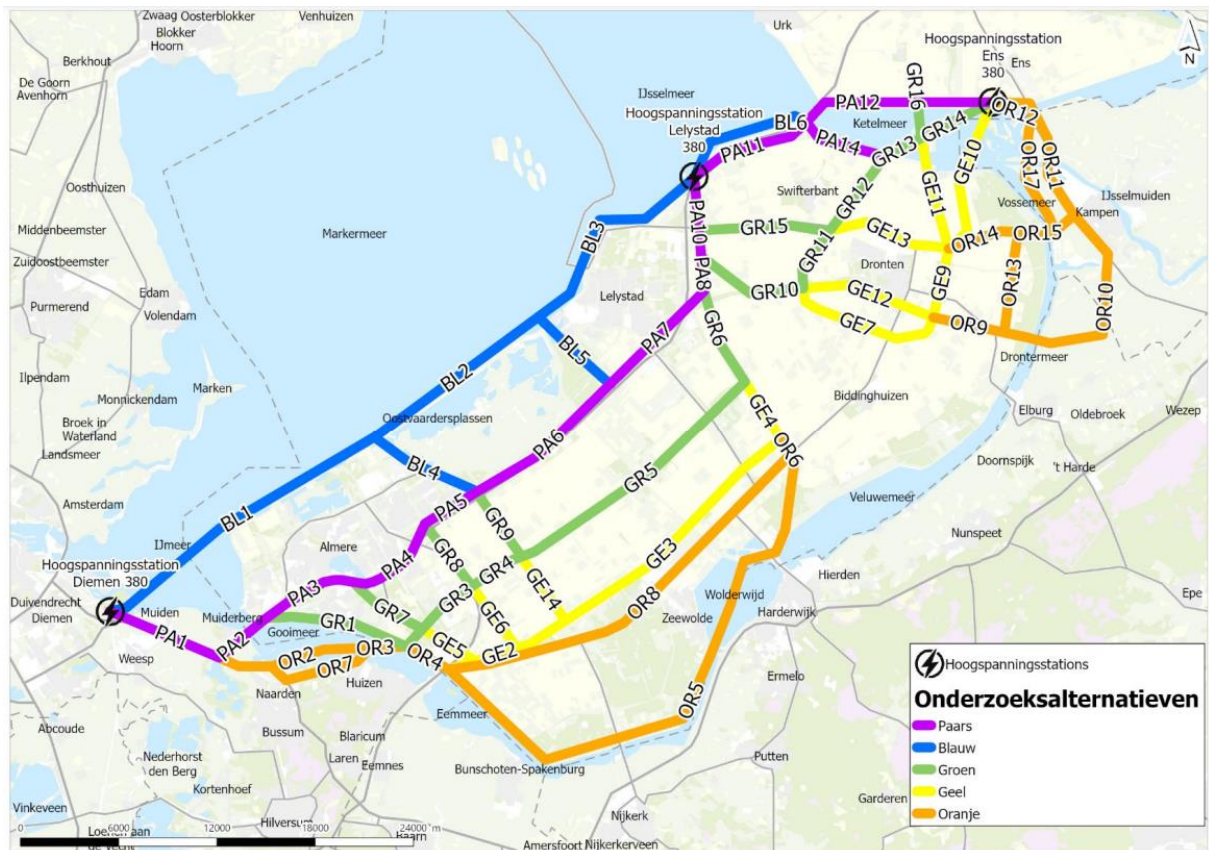 Zwaag Oosterblokker
Venhuizen
Blokker
Hoorn
Berkhout
De Goorn
Avenhorn
Urk
Hoogspanningsstation
Ens
380
Ens
N
IJsselmeer
Hoogspanningsstation
Lelystad
380
PA12
GR16
OR12
BL6
Ketelmeer
GR14
PA14
GR13
PA11
GE10
OR11
OR17
Oosthuizen
Swifterbant
GR12
GE11
Vossemeer
IJsselmuiden
Kampen
Middenbeemster
Markermeer
BL3
PA10
GR15
GR11
GE13
OR14
OR15
Zuidoostbeemster
Dronten
PA8
GE9
OR13
Edam
Purmerend
Volendam
Lelystad
GR10
GE12
OR10
GE7
OR9
PA7
GR6
Drontermeer
BL2
BL5
Ilpendam
Marken
Monnickendam
Biddinghuizen
Elburg
Oldebroek
Wezep
Broek in
Waterland
Landsmeer
Oostvaardersplassen
GE4
OR6
PA6
BL4
Doornspijk
't Harde
GR5
Veluwemeer
Amsterdam
BL1
PA5
GR9
Nunspeet
IJmeer
Almere
GE3
Hoogspanningsstation
Diemen 380
PA4
GR8
GR4
Hierden
PA3
GR3
GE14
OR8
Wolderwijd
Epe
Duivendrecht
Diemen
Muiden
Muiderberg
Gooimeer
GR7
GE6
Zeewolde
Harderwijk
GR1
PA1
PA2
GE5
OR2
OR3
OR4
GE2
Weesp
OR7
Huizen
Naarden
Ermelo
OR5
Eemmeer
Abcoude
Bussum
Blaricum
Laren
Eemnes
Putten
Nederhorst
den Berg
Bunschoten-Spakenburg
Kortenhoef
Garderen
Vinkeveen
Nijkerk
Hilversum
Baarn
Amersfoort Nijkerkerveen
0
6000
12000
18000
24000 m
Hoogspanningsstations
Onderzoeksalternatieven
Paars
Blauw
Groen
Geel
Oranje